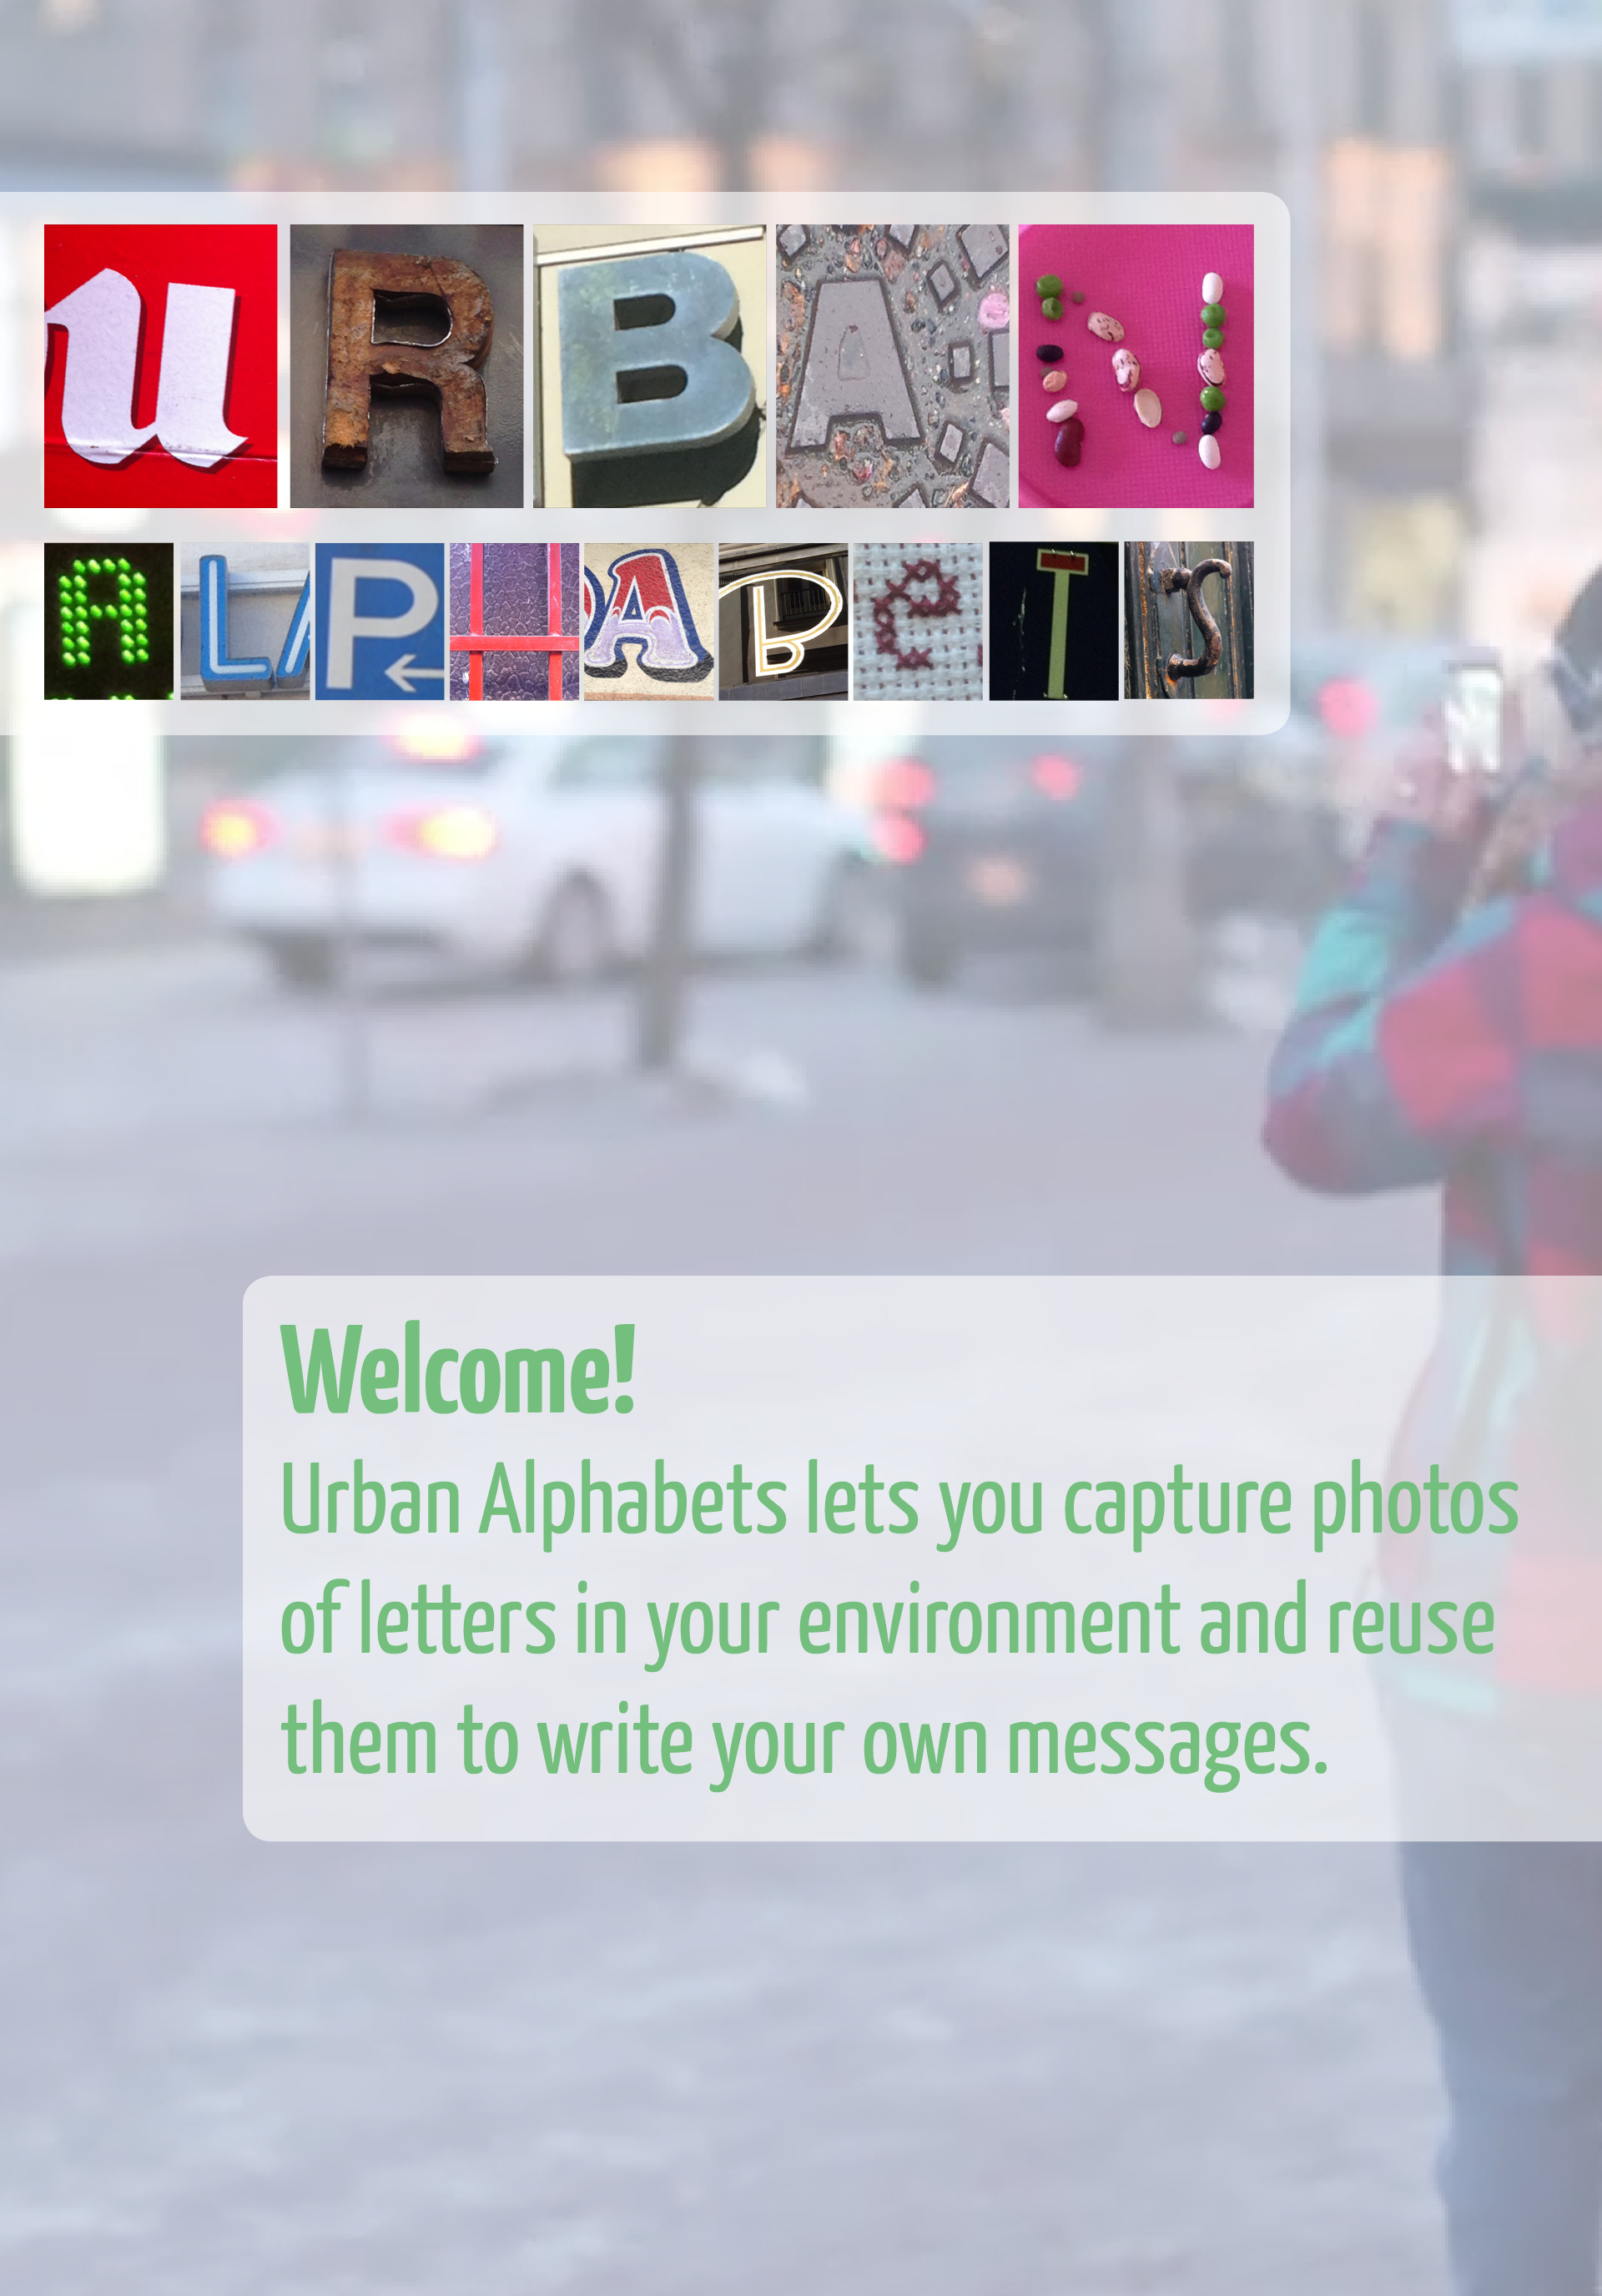 uRBAN
ALPHABeTS
Welcome!
Urban Alphabets lets you capture photos
of letters in your environment and reuse
them to write your own messages.